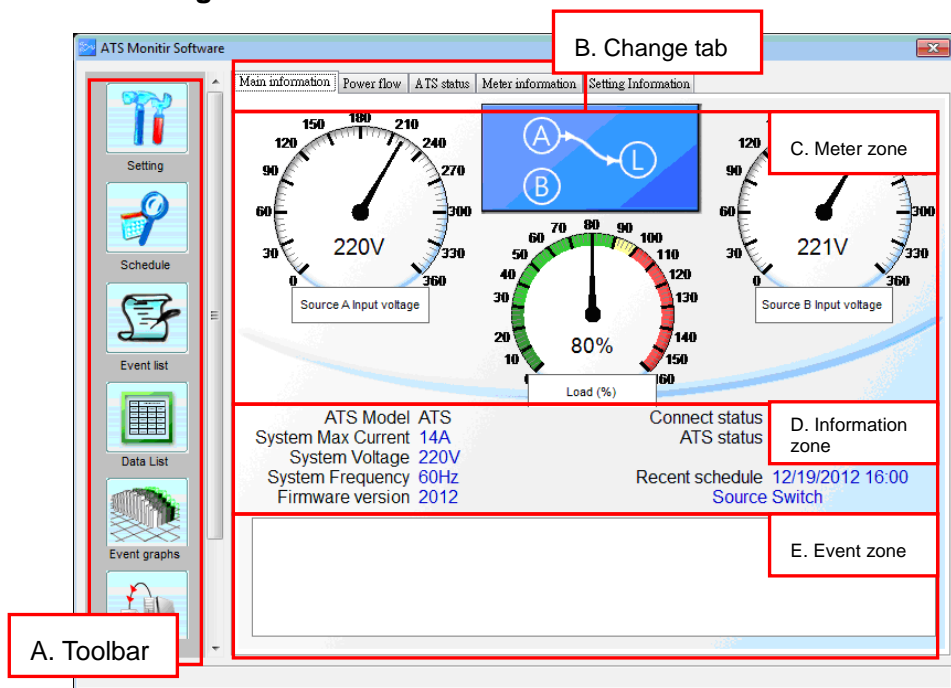 ATS Monitir Software
B. Change tab
Main information Power flow ATS status Meter information Setting Information
Setting
Schedule
Event list
Data List
Event graphs
A. Toolbar
0 30 60 90 120 150 180 210 240 270 300 330 360
220V
Source A Input voltage
A
B
L
10 20 30 40 50 60 70 80 90 100 110 120 130 140 150 160
80%
Load (%)
C. Meter zone
0 30 60 90 120 300 330 360
221V
Source B Input voltage
ATS Model ATS
System Max Current 14A
System Voltage 220V
System Frequency 60Hz
Firmware version 2012
Connect status
ATS status
Recent schedule 12/19/2012 16:00
Source Switch
D. Information
zone
E. Event zone